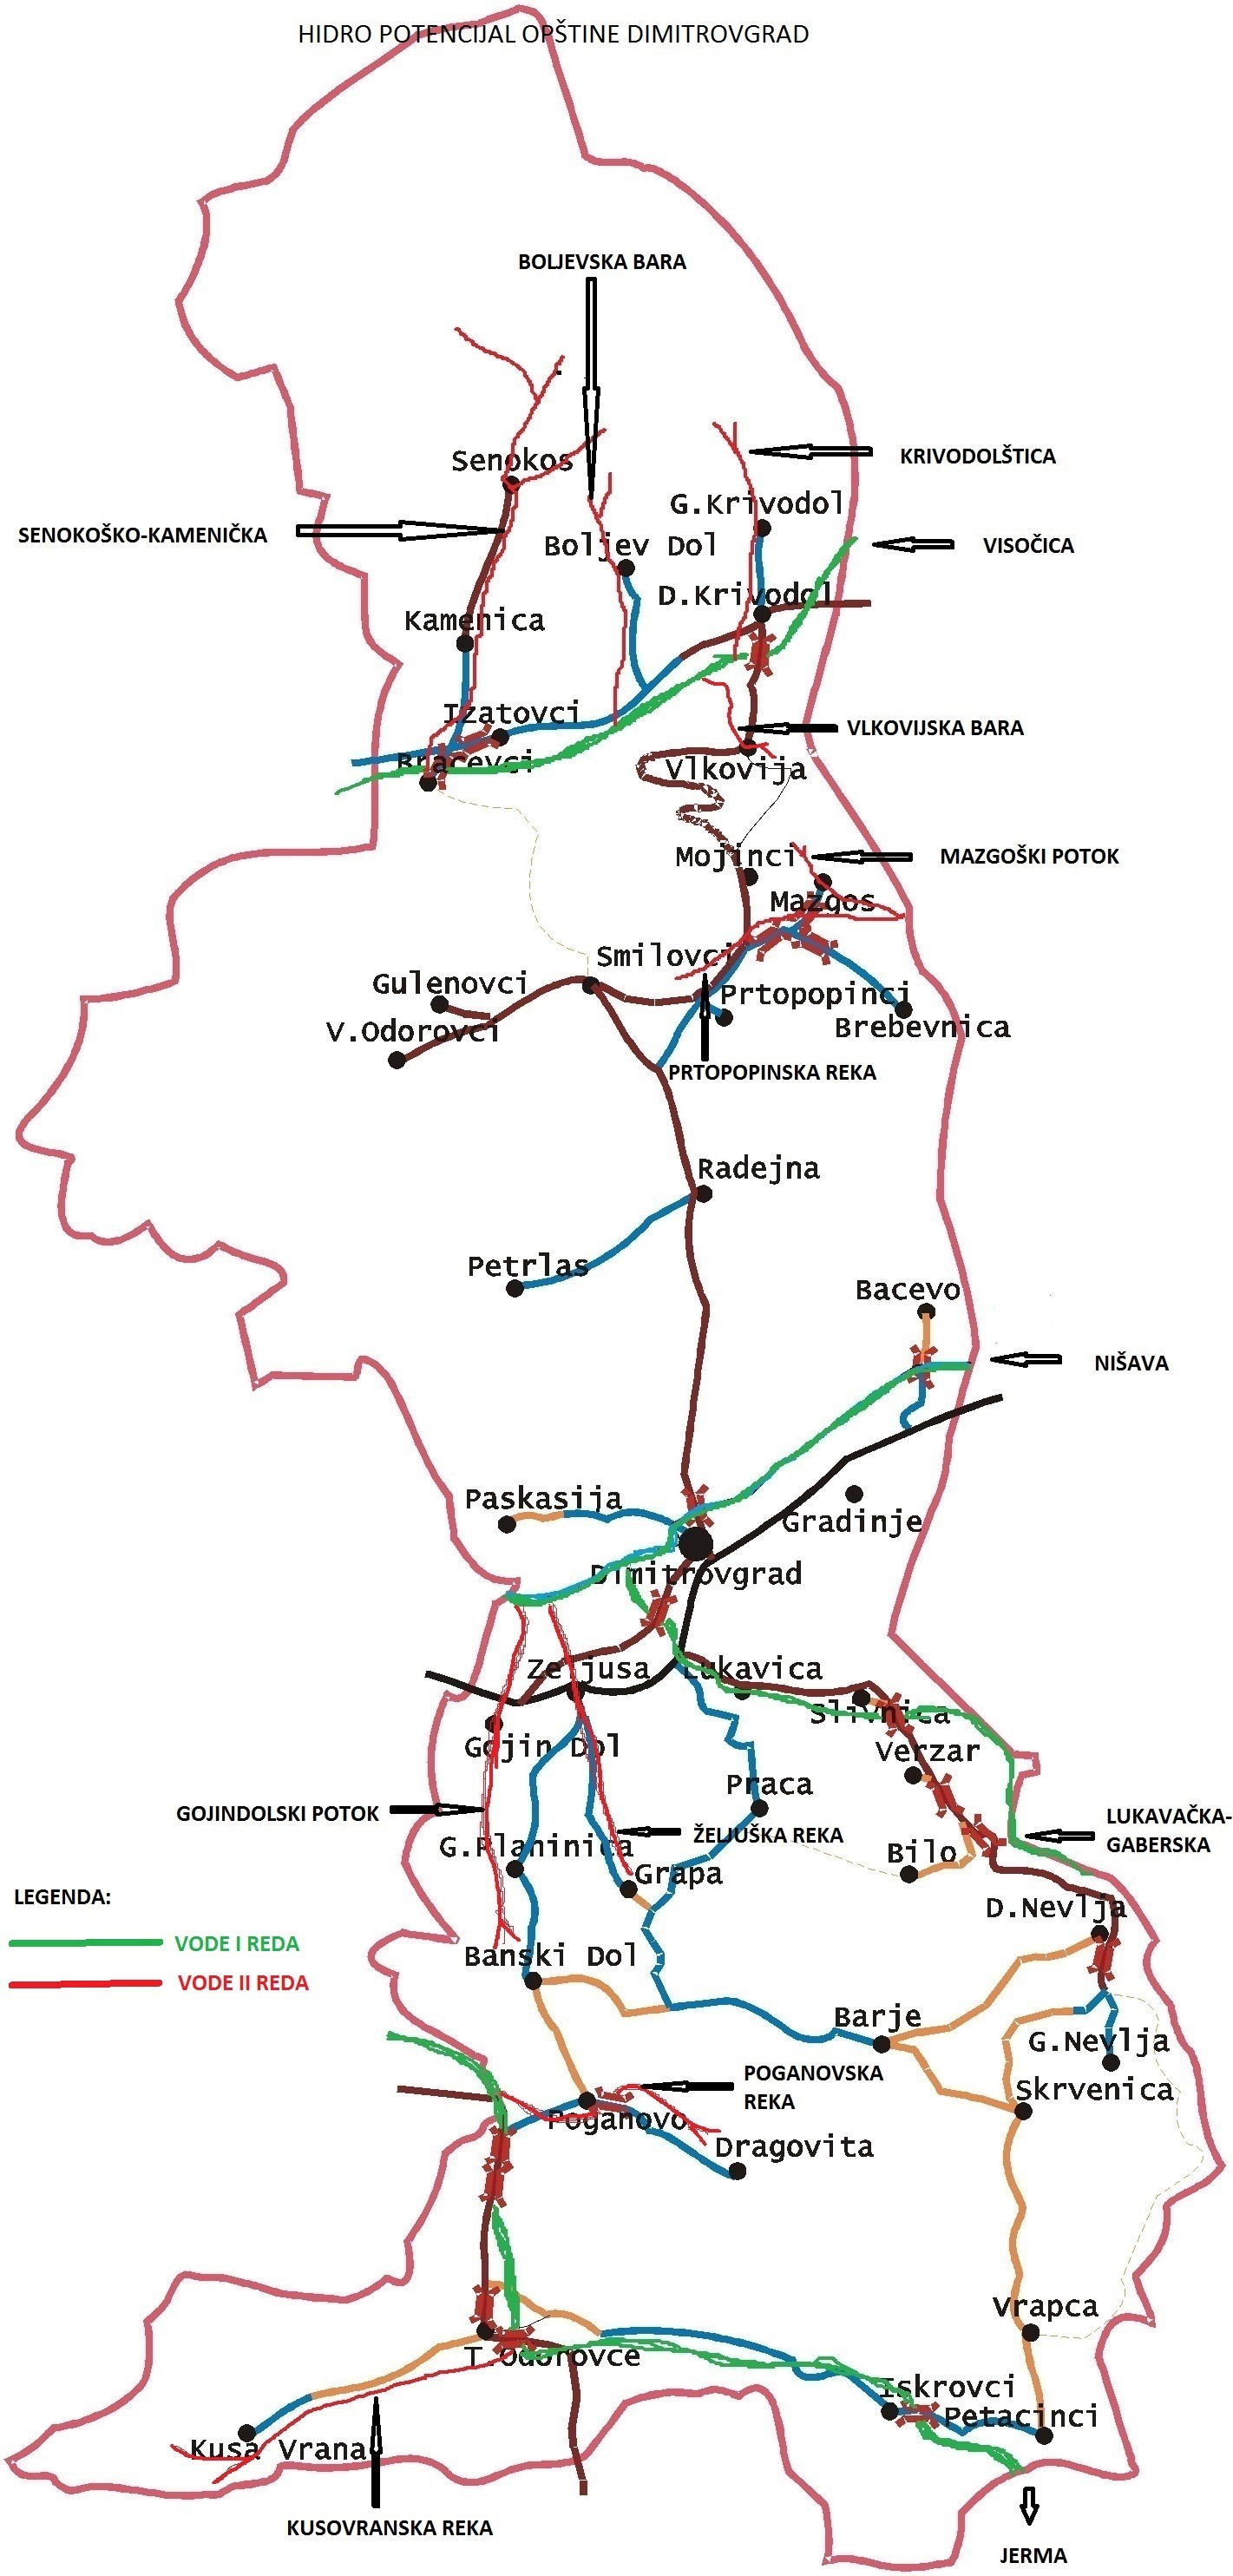 HIDRO POTENCIJAL OPŠTINE DIMITROVGRAD
BOLJEVSKA BARA
KRIVODOLŠTICA
Senokos
G.Krivodol
SENOKOŠKO-KAMENIČKA
Boljev Dol
VISOČICA
D.Krivodol
Kamenica
Izatovci
VLKOVIJSKA BARA
Bracevci
Vlkovija
Mojinci
MAZGOŠKI POTOK
Mazgos
Smilovci
Gulenovci
Prtopopinci
V.Odorovci
Brebevnica
PRTOPOPINSKA REKA
Radejna
Petrlas
Bacevo
NIŠAVA
Paskasija
Gradinje
Dimitrovgrad
Zeljusa
Lukavica
Slivnica
Gojin Dol
Verzar
Praca
GOJINDOLSKI POTOK
LUKAVAČKA-
GABERSKA
ŽELJUŠKA REKA
G.Planinica
Bilo
Grapa
LEGENDA:
D.Nevlja
VODE I REDA
Banski Dol
VODE II REDA
Barje
G.Nevlja
POGANOVSKA
REKA
Skrvenica
Poganovo
Dragovita
Vrapca
T.Odorovce
Iskrovci
Petacinci
Kusa Vrana
KUSOVRANSKA REKA
JERMA